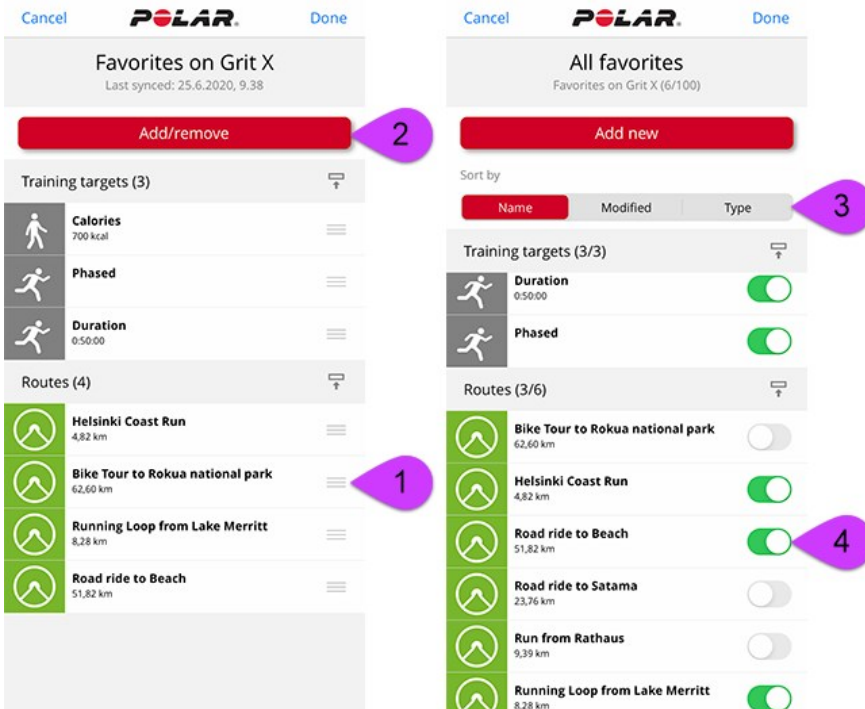 Cancel
POLAR.
Done
Favorites on Grit X
Last synced: 25.6.2020, 9.38
Add/remove
2
Training targets (3)
Calories
700 kcal
Phased
Duration
0:50:00
Routes (4)
Helsinki Coast Run
4,82 km
Bike Tour to Rokua national park
62,60 km
1
Running Loop from Lake Merritt
8,28 km
Road ride to Beach
51,82 km
Cancel
POLAR.
Done
All favorites
Favorites on Grit X (6/100)
Add new
Sort by
Name Modified Type
3
Training targets (3/3)
Duration
0:50:00
Phased
Routes (3/6)
Bike Tour to Rokua national park
62,60 km
Helsinki Coast Run
4,82 km
Road ride to Beach
51,82 km
4
Road ride to Satama
23,76 km
Run from Rathaus
9,39 km
Running Loop from Lake Merritt
8,28 km